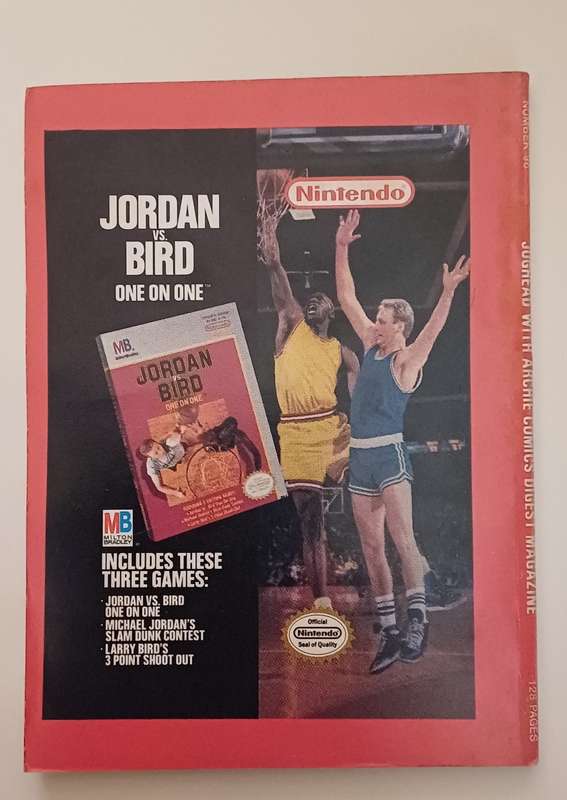 Nintendo
JORDAN
VS.
BIRD
ONE ON ONE™
MB
JORDAN
VS
BIRD
ONE ON ONE
MB
MILTON
BRADLEY
INCLUDES THESE
THREE GAMES:
· JORDAN VS. BIRD
ONE ON ONE
· MICHAEL JORDAN'S
SLAM DUNK CONTEST
· LARRY BIRD'S
3 POINT SHOOT OUT
Official
Nintendo
Seal of Quality
JUGHEAD WITH ARCHIE COMICS DIGEST MAGAZINE
128 PAGES